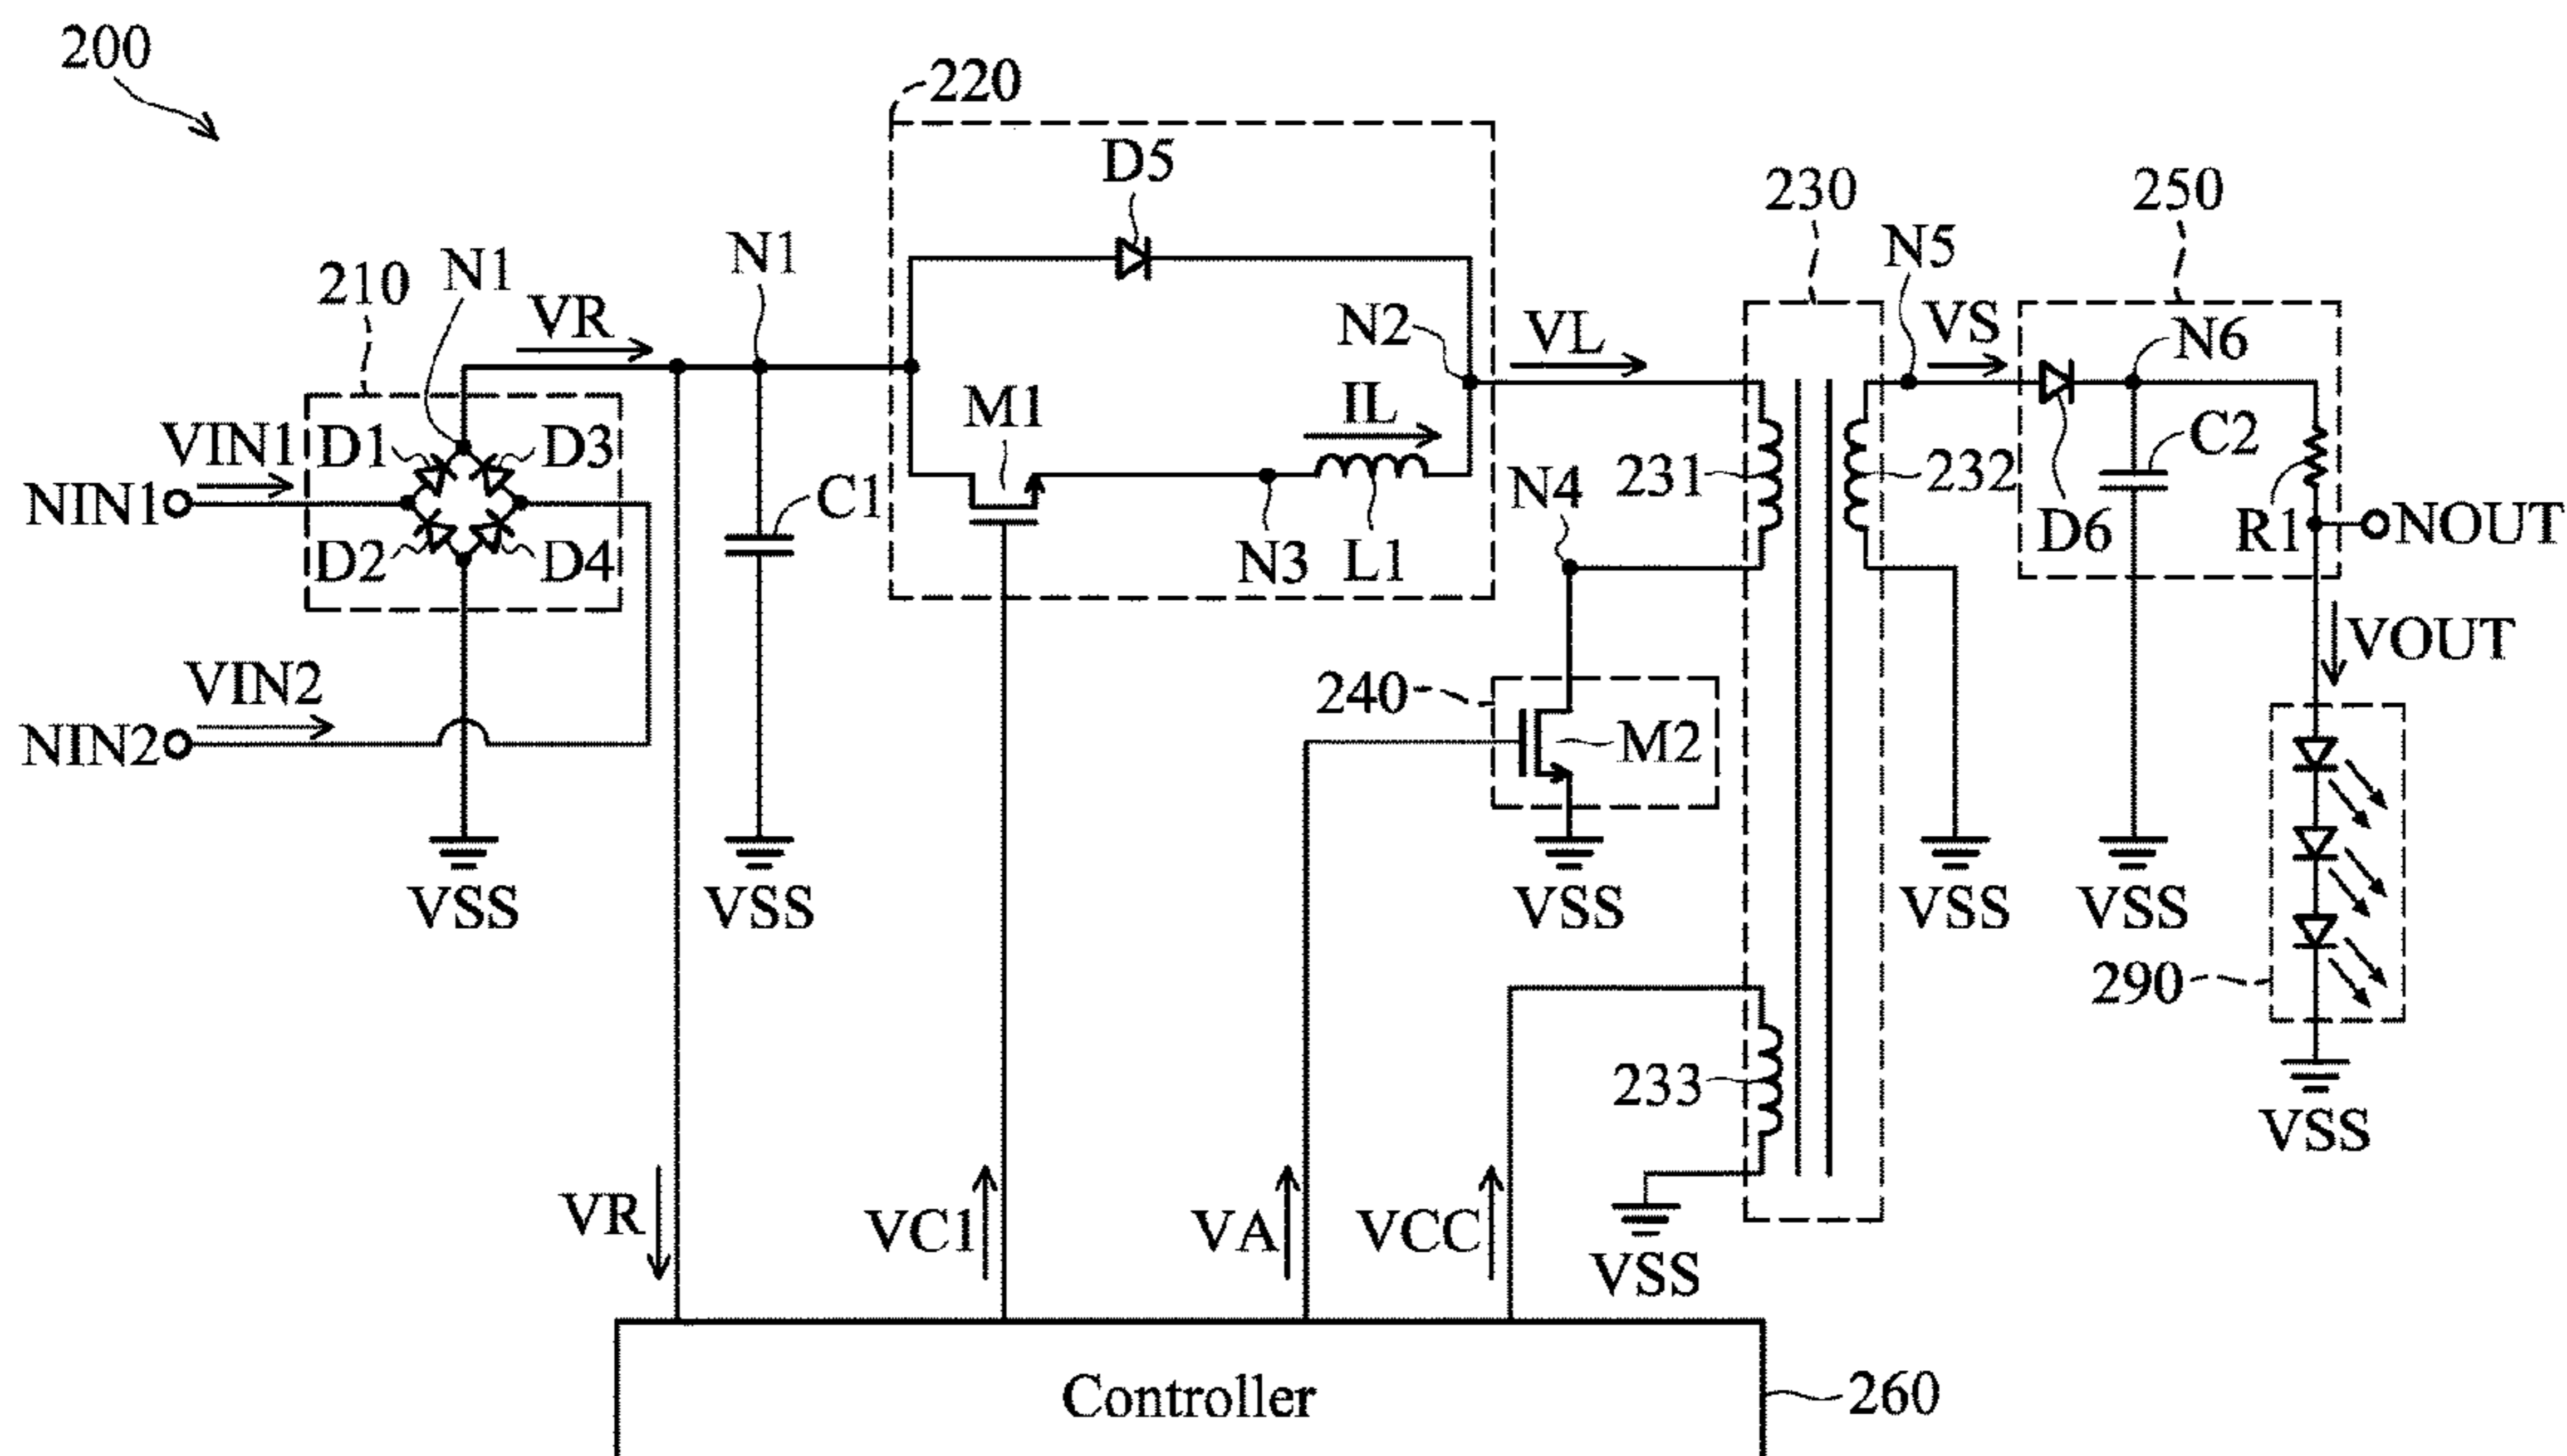 200
220
D5
230
250
N1
N1
210
VR
N5
VS
N6
N2
VL
M1
IL
VIN1
D1
D3
C1
C2
NIN1
N4
231
232
D2
D4
N3
L1
D6
R1
NOUT
VOUT
VIN2
240
M2
NIN2
VSS
VSS
VSS
VSS
VSS
290
233
VSS
VR
VC1
VA
VCC
VSS
Controller
260